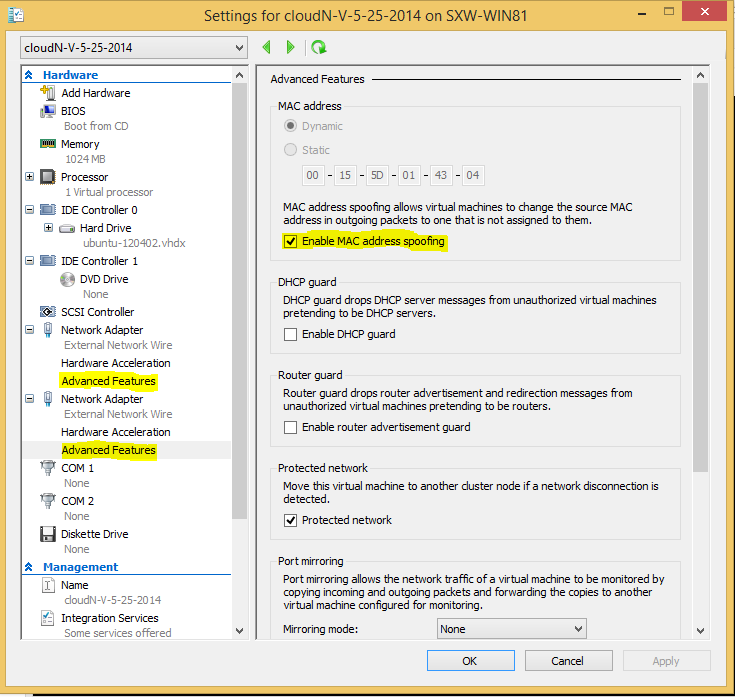 Settings for cloudN-V-5-25-2014 on SXW-WIN81
cloudN-V-5-25-2014
Hardware
Add Hardware
BIOS
Boot from CD
Memory
1024 MB
Processor
1 Virtual processor
IDE Controller 0
Hard Drive
ubuntu-120402.vhdx
IDE Controller 1
DVD Drive
None
SCSI Controller
Network Adapter
External Network Wire
Hardware Acceleration
Advanced Features
Network Adapter
External Network Wire
Hardware Acceleration
Advanced Features
COM 1
None
COM 2
None
Diskette Drive
None
Management
Name
cloudN-V-5-25-2014
Integration Services
Some services offered
Advanced Features
MAC address
Dynamic
Static
00 - 15 - 5D - 01 - 43 - 04
MAC address spoofing allows virtual machines to change the source MAC
address in outgoing packets to one that is not assigned to them.
Enable MAC address spoofing
DHCP guard
DHCP guard drops DHCP server messages from unauthorized virtual machines
pretending to be DHCP servers.
Enable DHCP guard
Router guard
Router guard drops router advertisement and redirection messages from
unauthorized virtual machines pretending to be routers.
Enable router advertisement guard
Protected network
Move this virtual machine to another cluster node if a network disconnection is
detected.
Protected network
Port mirroring
Port mirroring allows the network traffic of a virtual machine to be monitored by
copying incoming and outgoing packets and forwarding the copies to another
virtual machine configured for monitoring.
Mirroring mode: None
OK Cancel Apply